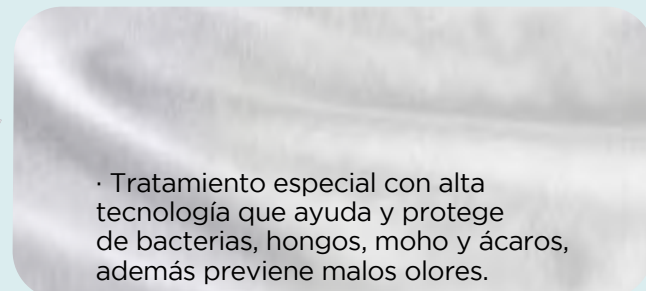 · Tratamiento especial con alta
tecnología que ayuda y protege
de bacterias, hongos, moho y ácaros,
además previene malos olores.